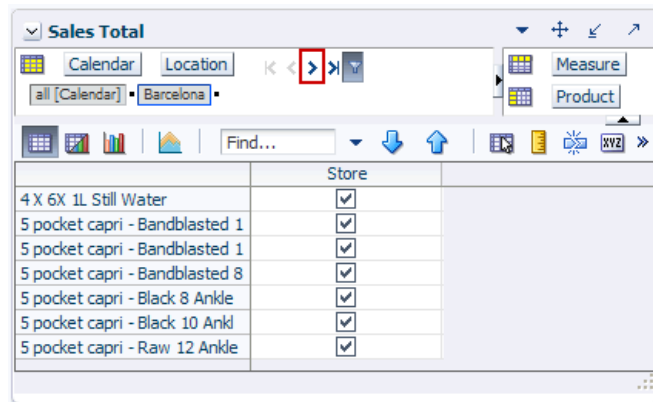 Sales Total
Calendar Location Measure
all [Calendar] Barcelona Product
Find... XYZ
Store
4 X 6X 1L Still Water
5 pocket capri - Bandblasted 1
5 pocket capri - Bandblasted 1
5 pocket capri - Bandblasted 8
5 pocket capri - Black 8 Ankle
5 pocket capri - Black 10 Ankl
5 pocket capri - Raw 12 Ankle